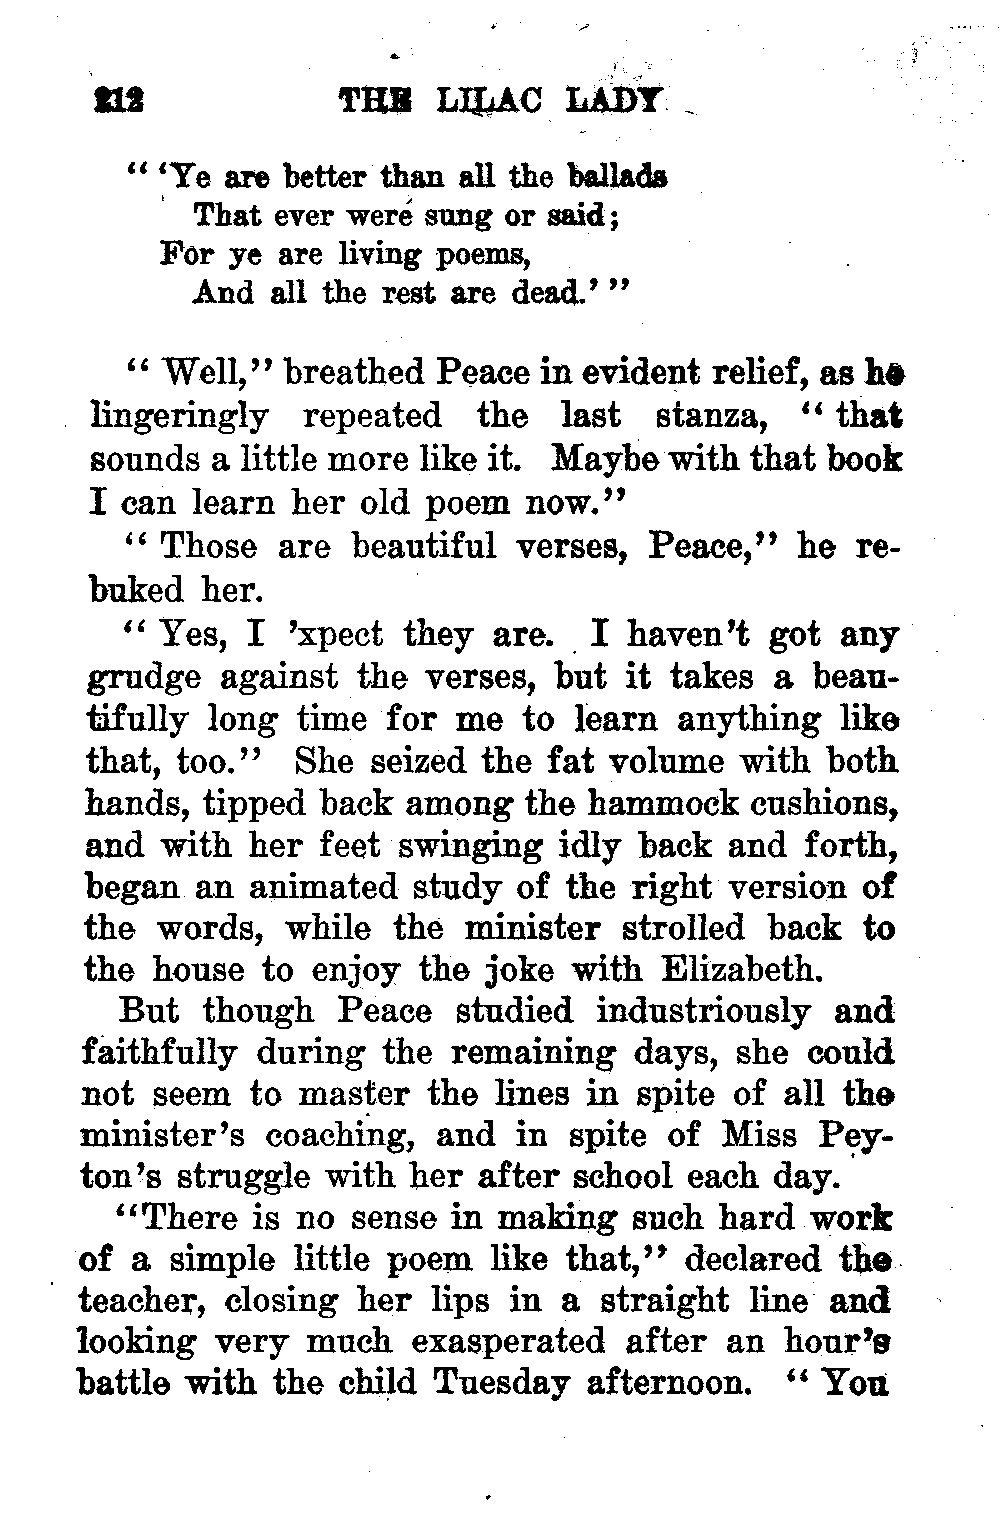 212 THE LILAC LADY
" 'Ye are better than all the ballads
That ever were sung or said;
For ye are living poems,
And all the rest are dead.' "
" Well," breathed Peace in evident relief, as he
lingeringly repeated the last stanza, " that
sounds a little more like it. Maybe with that book
I can learn her old poem now."
" Those are beautiful verses, Peace," he re-
buked her.
" Yes, I 'xpect they are. I haven't got any
grudge against the verses, but it takes a beau-
tifully long time for me to learn anything like
that, too." She seized the fat volume with both
hands, tipped back among the hammock cushions,
and with her feet swinging idly back and forth,
began an animated study of the right version of
the words, while the minister strolled back to
the house to enjoy the joke with Elizabeth.
But though Peace studied industriously and
faithfully during the remaining days, she could
not seem to master the lines in spite of all the
minister's coaching, and in spite of Miss Pey-
ton's struggle with her after school each day.
"There is no sense in making such hard work
of a simple little poem like that," declared the
teacher, closing her lips in a straight line and
looking very much exasperated after an hour's
battle with the child Tuesday afternoon. " You